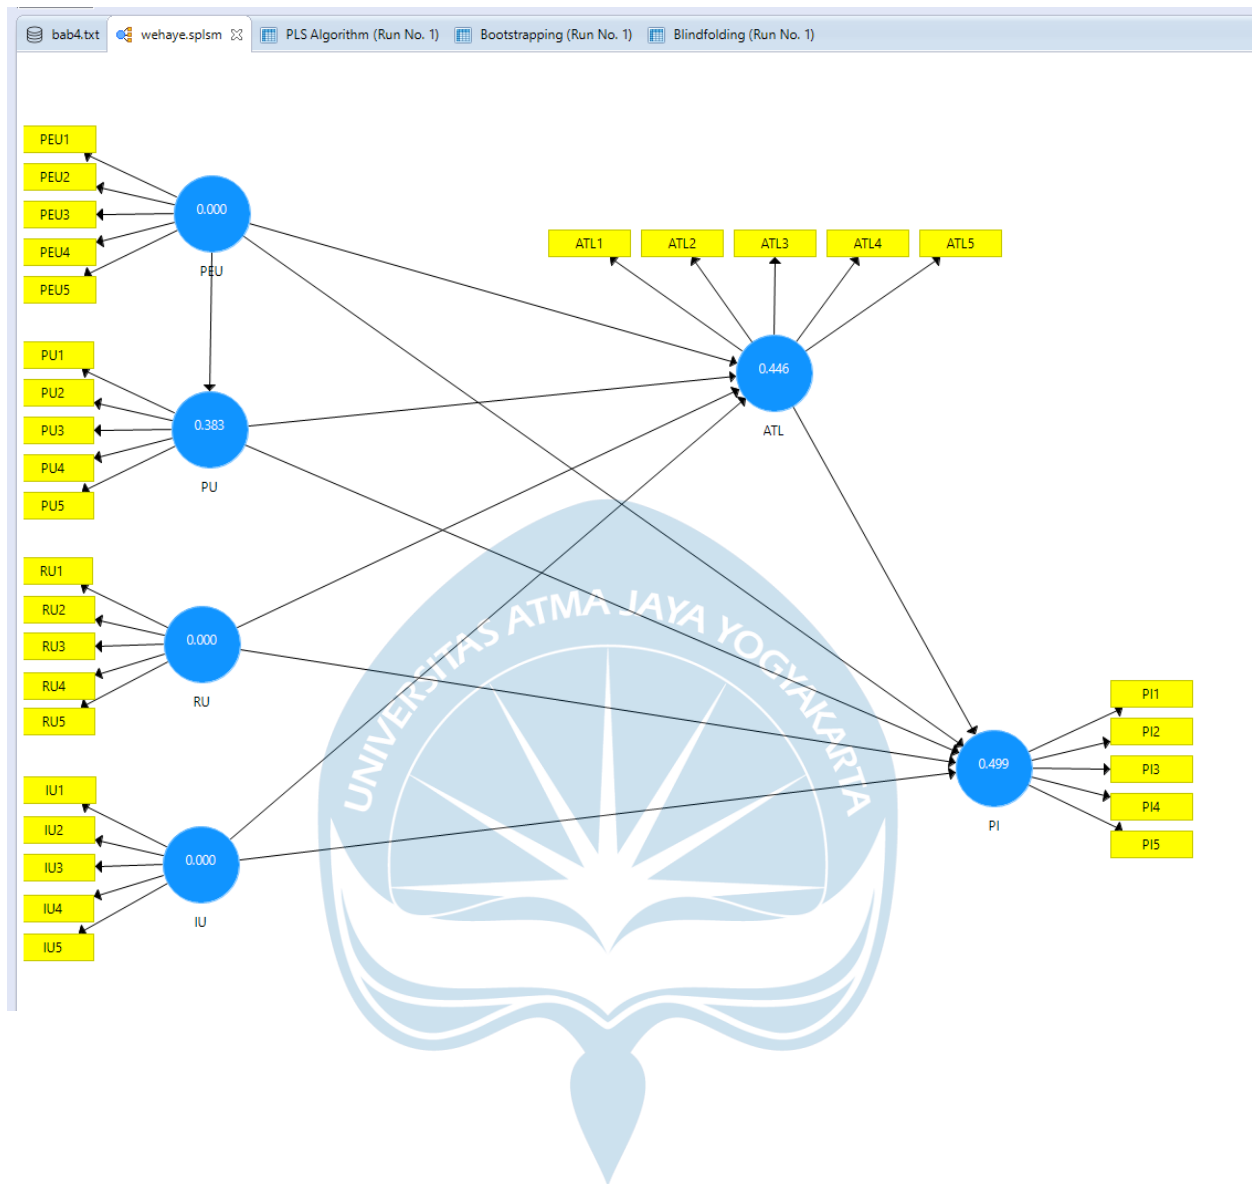 bab4.txt wehaye.splsm PLS Algorithm (Run No. 1) Bootstrapping (Run No. 1) Blindfolding (Run No. 1)
PEU1
PEU2
PEU3
PEU4
PEU5
0.000
PEU
PU1
PU2
PU3
PU4
PU5
0.383
PU
RU1
RU2
RU3
RU4
RU5
0.000
RU
IU1
IU2
IU3
IU4
IU5
0.000
IU
ATL1 ATL2 ATL3 ATL4 ATL5
0.446
ATL
PI1
PI2
PI3
PI4
PI5
0.499
PI
UNIVERSITAS ATMA JAYA YOGYAKARTA